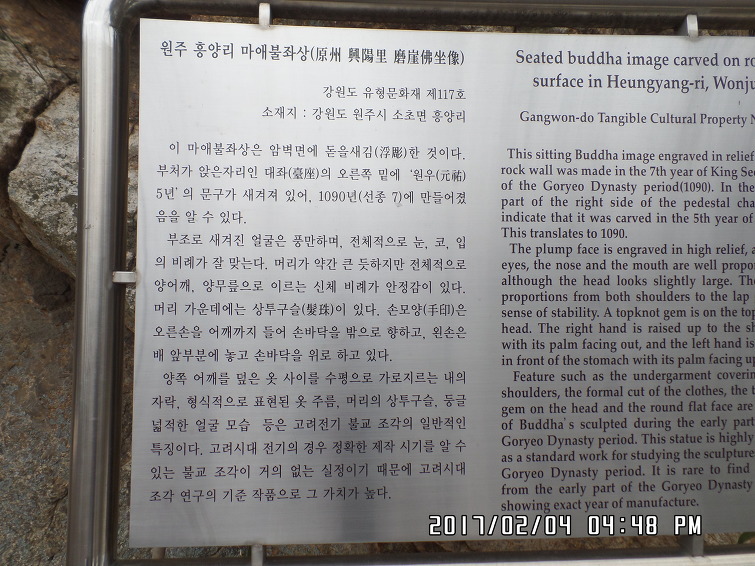 원주 흥양리 마애불좌상(原州 興陽里 磨崖佛坐像)
강원도 유형문화재 제117호
소재지 : 강원도 원주시 소초면 흥양리
이 마애불좌상은 암벽면에 돋을새김(浮彫)한 것이다.
부처가 앉은자리인 대좌(臺座)의 오른쪽 밑에 '원우(元祐)
5년'의 문구가 새겨져 있어, 1090년(선종 7)에 만들어졌
음을 알 수 있다.
부조로 새겨진 얼굴은 풍만하며, 전체적으로 눈, 코, 입
의 비례가 잘 맞는다. 머리가 약간 큰 듯하지만 전체적으로
양어깨, 양무릎으로 이르는 신체 비례가 안정감이 있다.
머리 가운데에는 상투구슬(髮珠)이 있다. 손모양(手印)은
오른손을 어깨까지 들어 손바닥을 밖으로 향하고, 왼손은
배 앞부분에 놓고 손바닥을 위로 하고 있다.
양쪽 어깨를 덮은 옷 사이를 수평으로 가로지르는 내의
자락, 형식적으로 표현된 옷 주름, 머리의 상투구슬, 둥글
넓적한 얼굴 모습 등은 고려전기 불교 조각의 일반적인
특징이다. 고려시대 전기의 경우 정확한 제작 시기를 알 수
있는 불교 조각이 거의 없는 실정이기 때문에 고려시대
조각 연구의 기준 작품으로 그 가치가 높다.
Seated buddha image carved on ro
surface in Heungyang-ri, Wonju
Gangwon-do Tangible Cultural Property N
This sitting Buddha image engraved in relief
rock wall was made in the 7th year of King Seo
of the Goryeo Dynasty period(1090). In the
part of the right side of the pedestal cha
indicate that it was carved in the 5th year of
This translates to 1090.
The plump face is engraved in high relief, a
eyes, the nose and the mouth are well propo
although the head looks slightly large. The
proportions from both shoulders to the lap
sense of stability. A topknot gem is on the top
head. The right hand is raised up to the sh
with its palm facing out, and the left hand is
in front of the stomach with its palm facing up
Feature such as the undergarment coverin
shoulders, the formal cut of the clothes, the t
gem on the head and the round flat face are
of Buddha's sculpted during the early part
Goryeo Dynasty period. This statue is highly
as a standard work for studying the sculpture
Goryeo Dynasty period. It is rare to find
from the early part of the Goryeo Dynasty
showing exact year of manufacture.
2017/02/04 04:48 PM